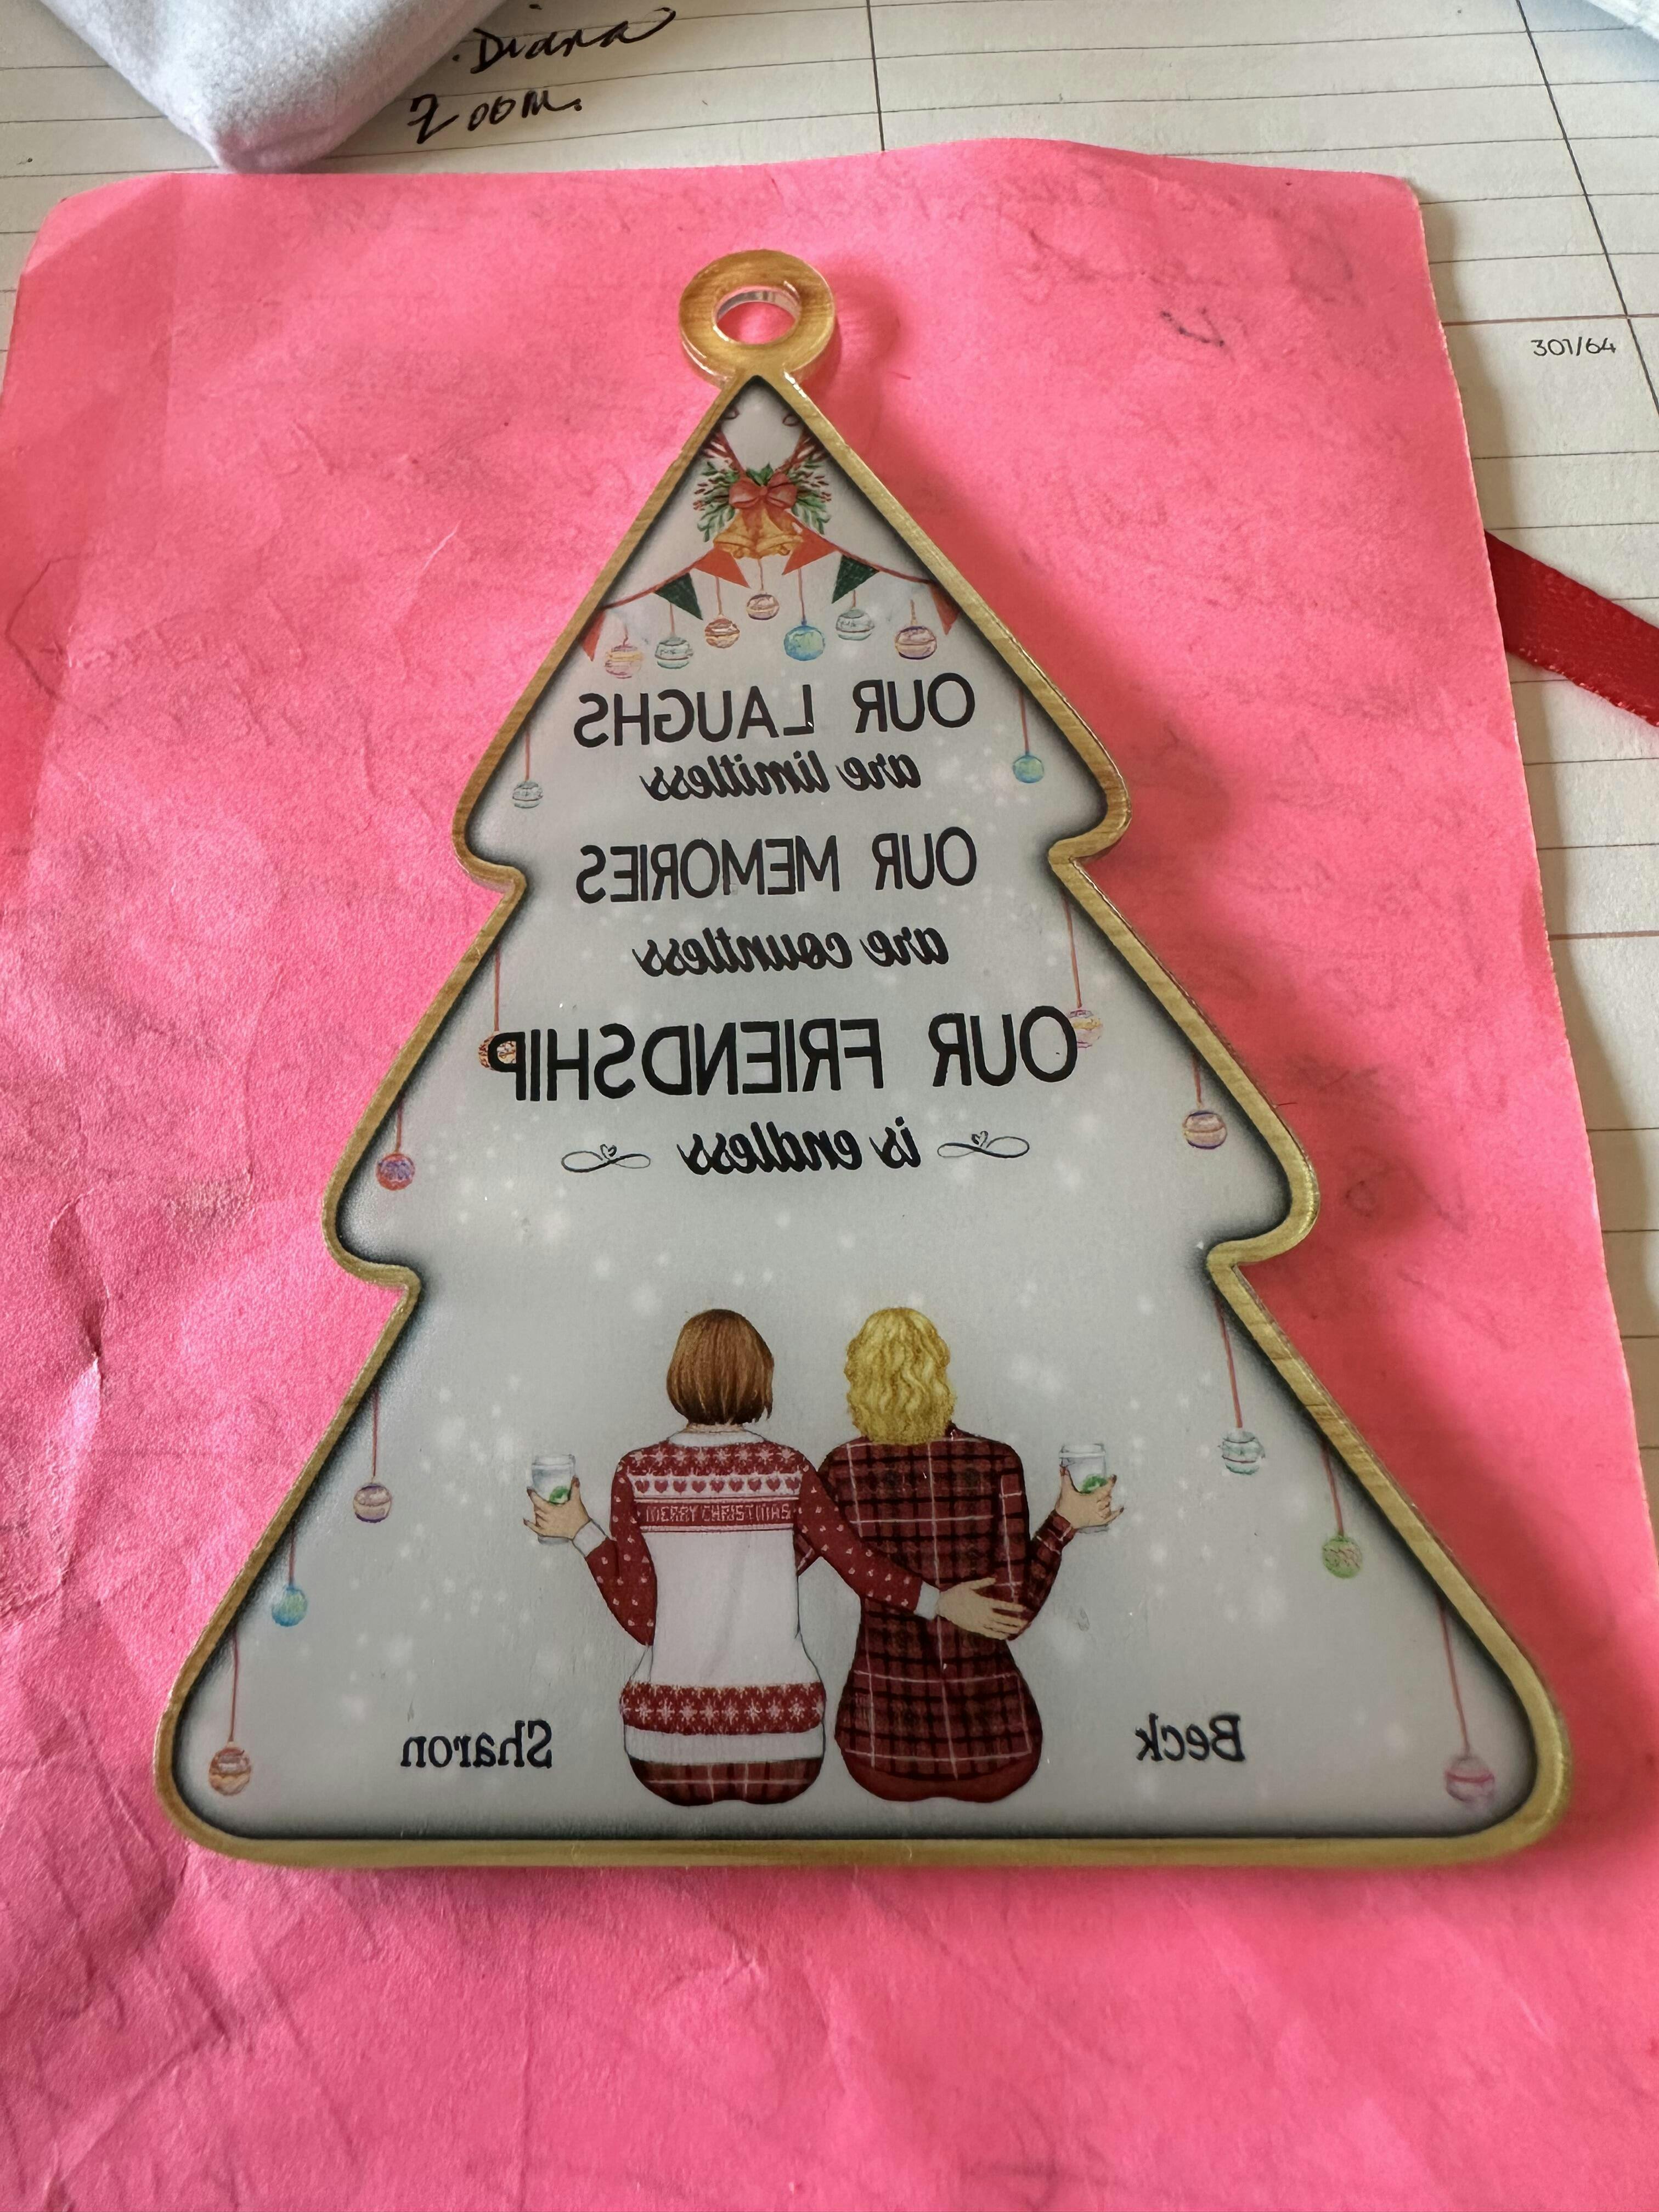 Diana
Zoom.
301/64
OUR LAUGHS
are limitless
OUR MEMORIES
are countless
OUR FRIENDSHIP
is endless
MERRY CHRISTMAS
Sharon
Beck